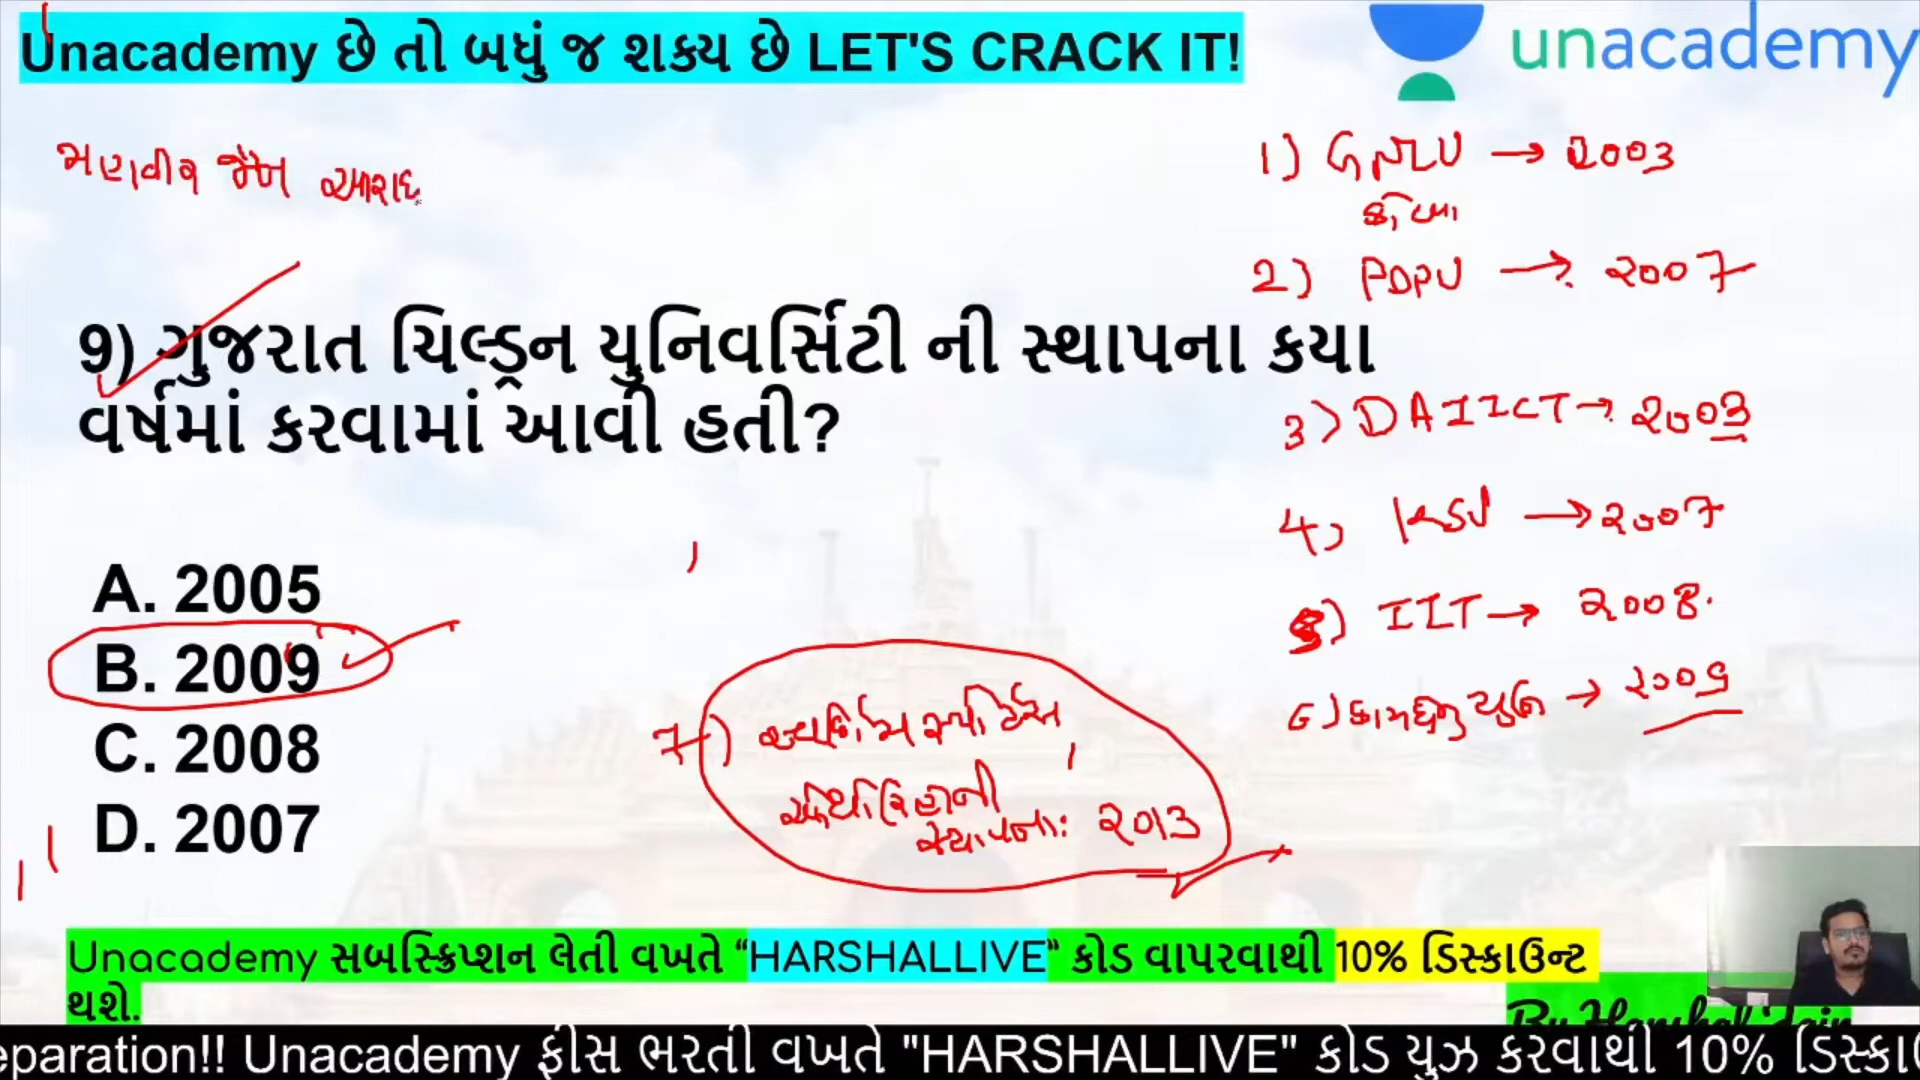 Unacademy છે તો બધું જ શક્ય છે LET'S CRACK IT!
unacademy
1) GNLU → 2003
2) PDPU → 2007
9) ગુજરાત ચિલ્ડ્રન યુનિવર્સિટી ની સ્થાપના કયા
વર્ષમાં કરવામાં આવી હતી?
3) DAIICT → 2003
4) KSV → 2007
5) IIT → 2008.
6) કામધેનુ યુનિ → 2009
A. 2005
B. 2009
C. 2008
D. 2007
7) સ્વર્ણિમ
સ્થાપના: 2013
Unacademy સબસ્ક્રિપ્શન લેતી વખતે “HARSHALLIVE” કોડ વાપરવાથી 10% ડિસ્કાઉન્ટ
થશે.
eparation!! Unacademy ફીસ ભરતી વખતે "HARSHALLIVE" કોડ યુઝ કરવાથી 10%